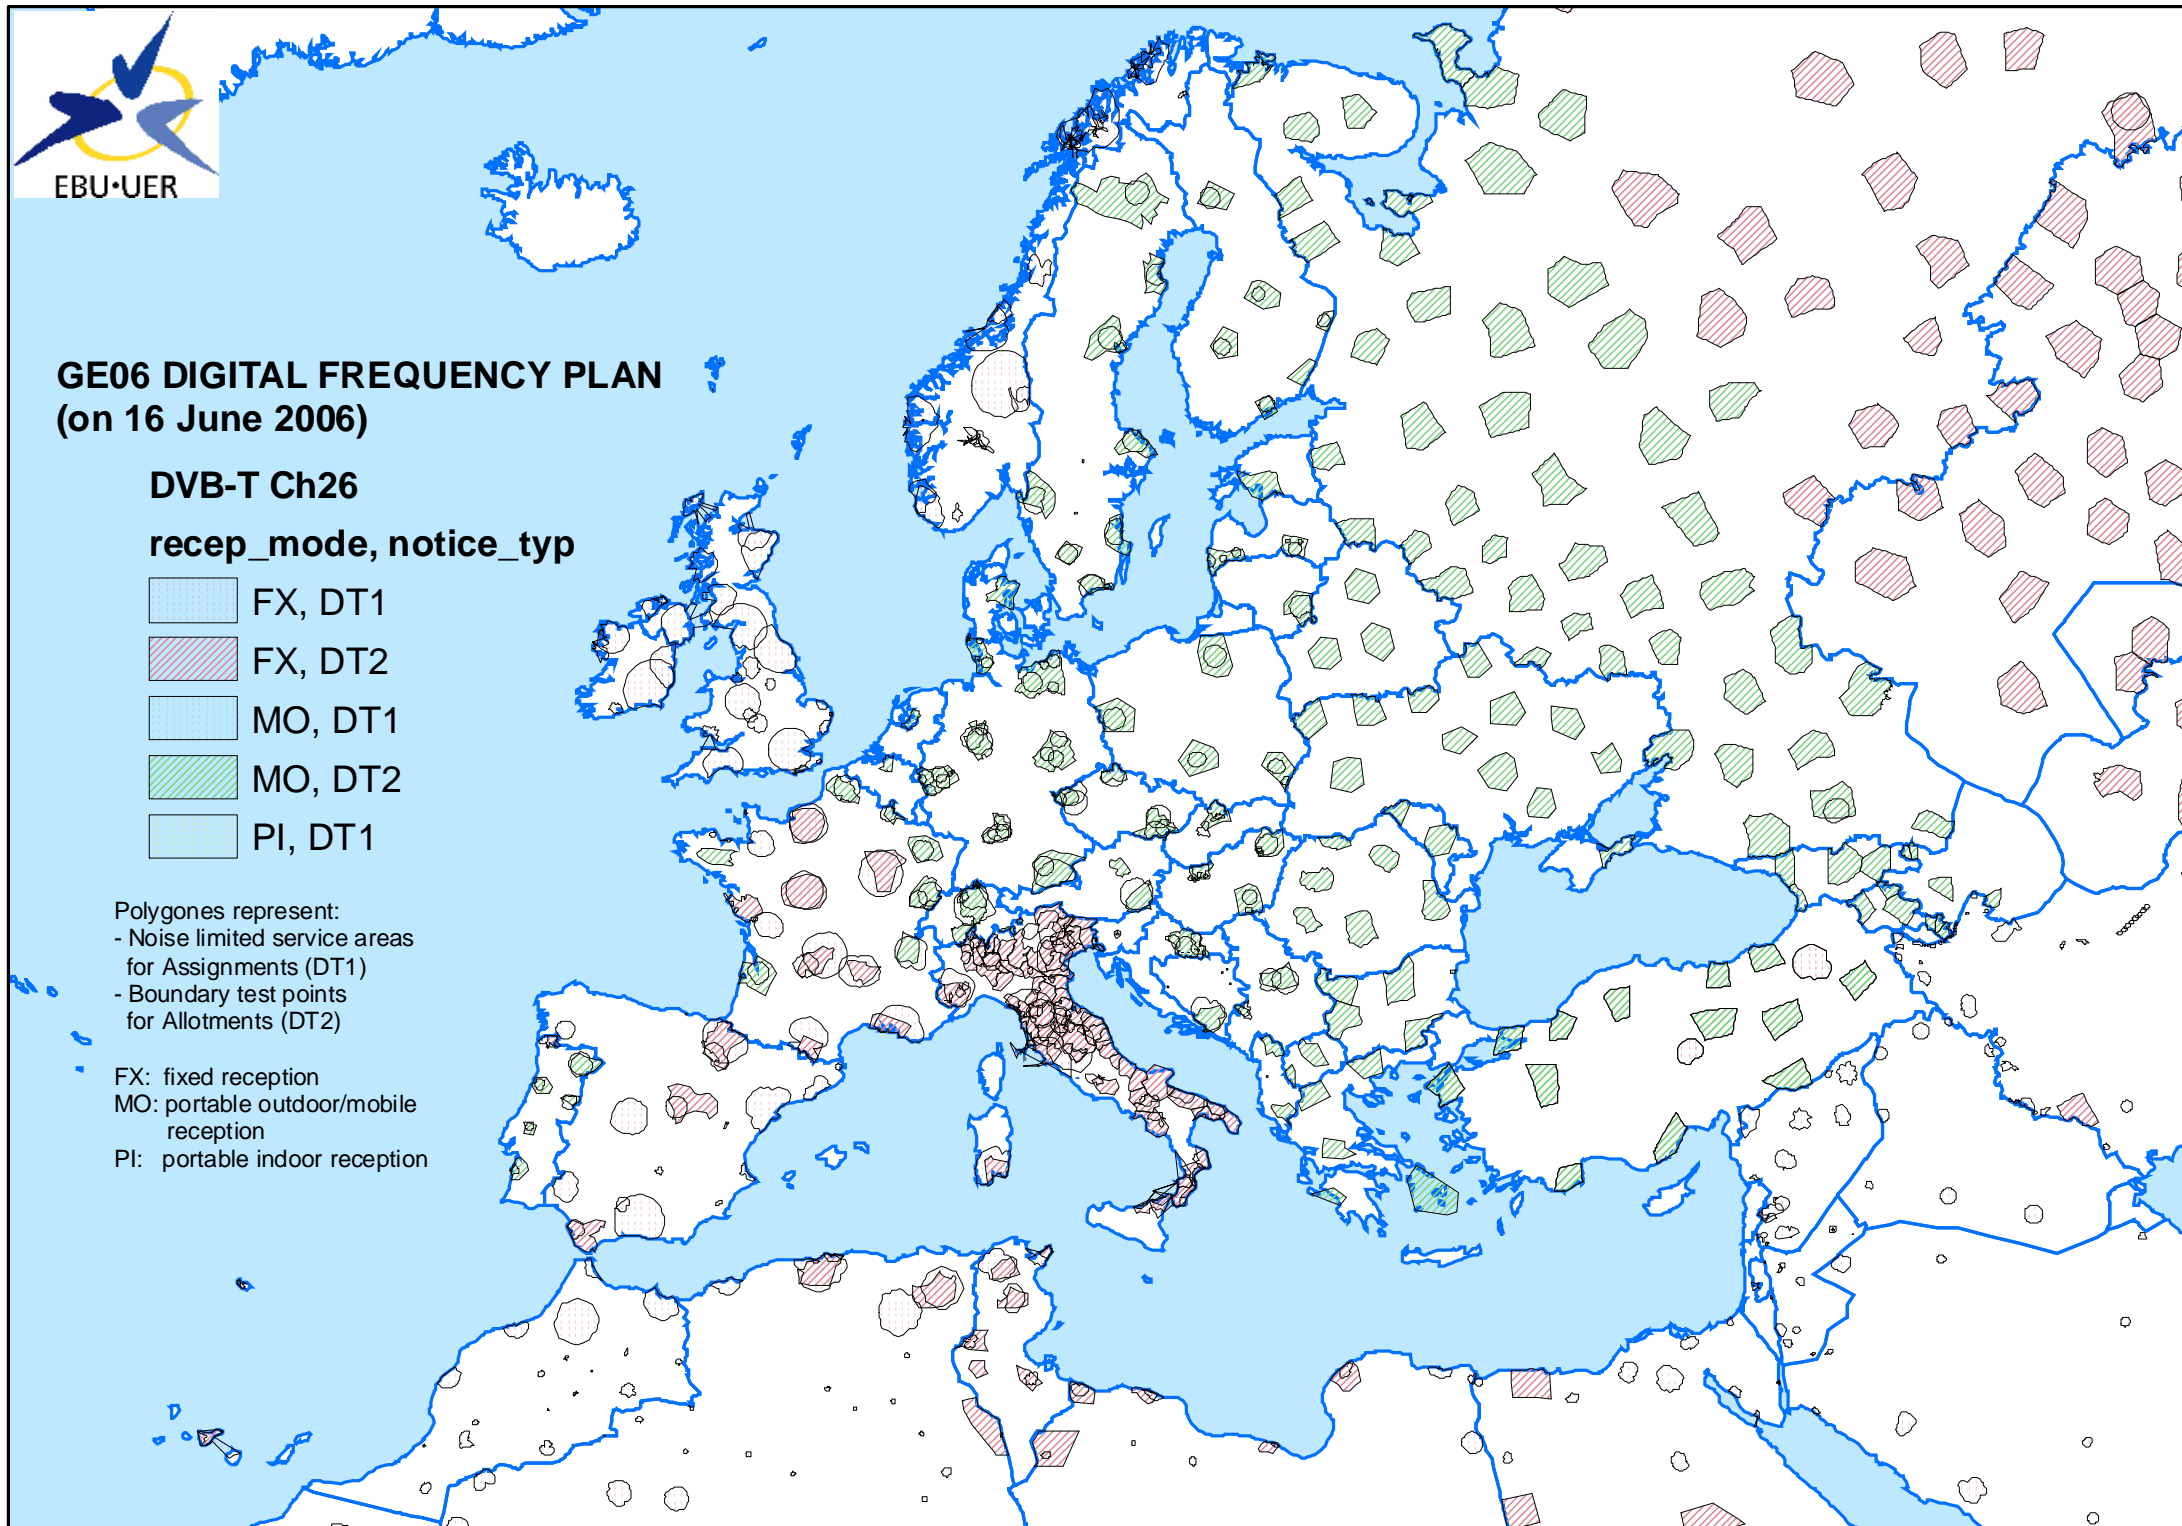 EBU•UER
GE06 DIGITAL FREQUENCY PLAN
(on 16 June 2006)
DVB-T Ch26
recep_mode, notice_typ
FX, DT1
FX, DT2
MO, DT1
MO, DT2
PI, DT1
Polygones represent:
- Noise limited service areas
for Assignments (DT1)
- Boundary test points
for Allotments (DT2)
FX: fixed reception
MO: portable outdoor/mobile
reception
PI: portable indoor reception